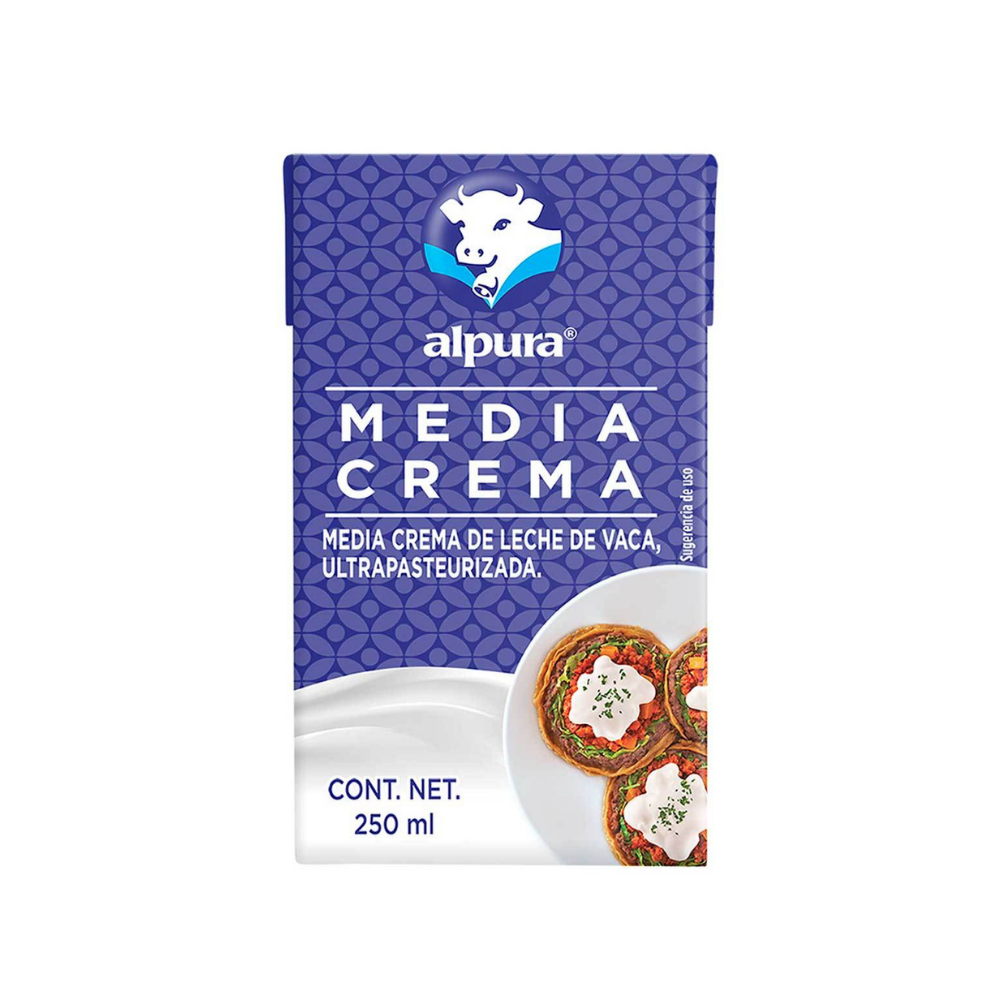 alpura®
MEDIA
CREMA
MEDIA CREMA DE LECHE DE VACA,
ULTRAPASTEURIZADA.
Sugerencia de uso
CONT. NET.
250 ml